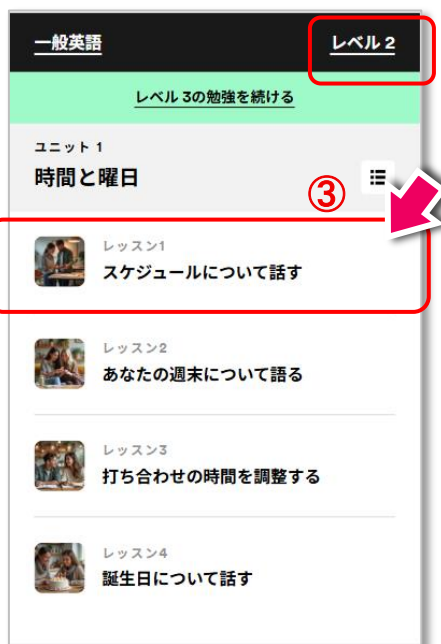 一般英語
レベル 2
レベル 3の勉強を続ける
ユニット 1
時間と曜日
③
レッスン1
スケジュールについて話す
レッスン2
あなたの週末について語る
レッスン3
打ち合わせの時間を調整する
レッスン4
誕生日について話す